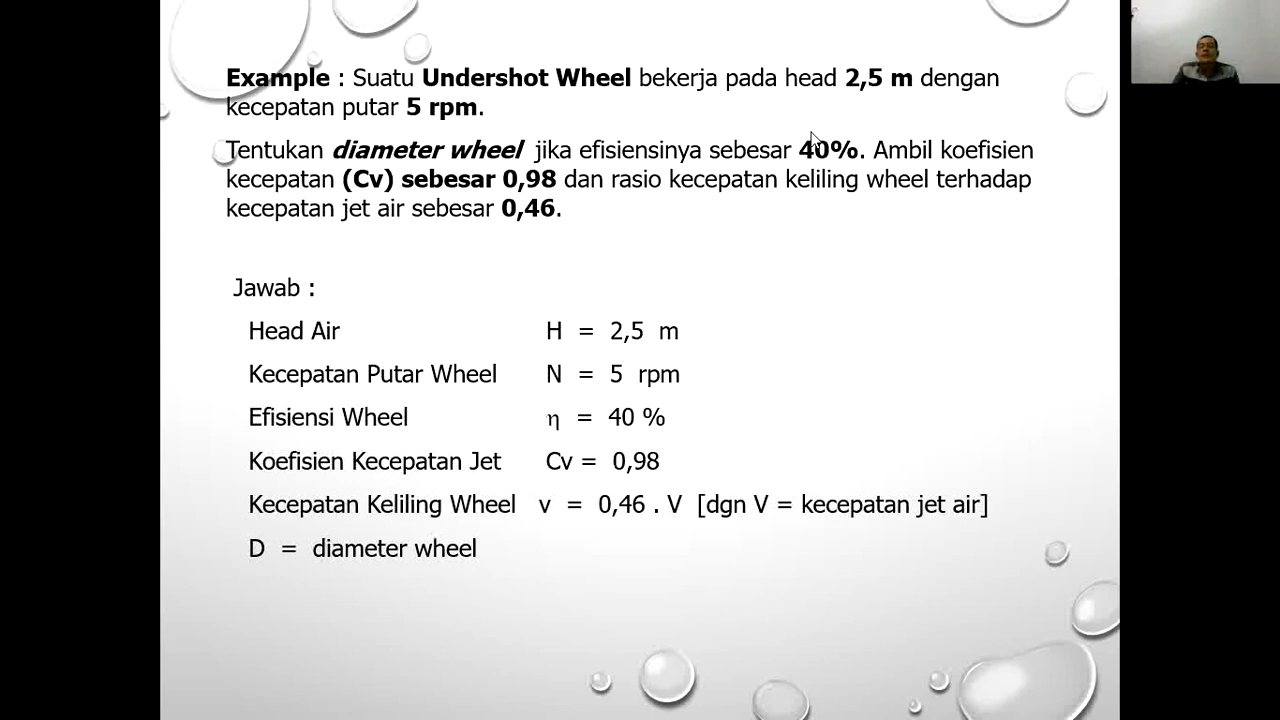 Example : Suatu Undershot Wheel bekerja pada head 2,5 m dengan
kecepatan putar 5 rpm.
Tentukan diameter wheel jika efisiensinya sebesar 40%. Ambil koefisien
kecepatan (Cv) sebesar 0,98 dan rasio kecepatan keliling wheel terhadap
kecepatan jet air sebesar 0,46.
Jawab :
Head Air H = 2,5 m
Kecepatan Putar Wheel N = 5 rpm
Efisiensi Wheel η = 40 %
Koefisien Kecepatan Jet Cv = 0,98
Kecepatan Keliling Wheel v = 0,46 . V [dgn V = kecepatan jet air]
D = diameter wheel